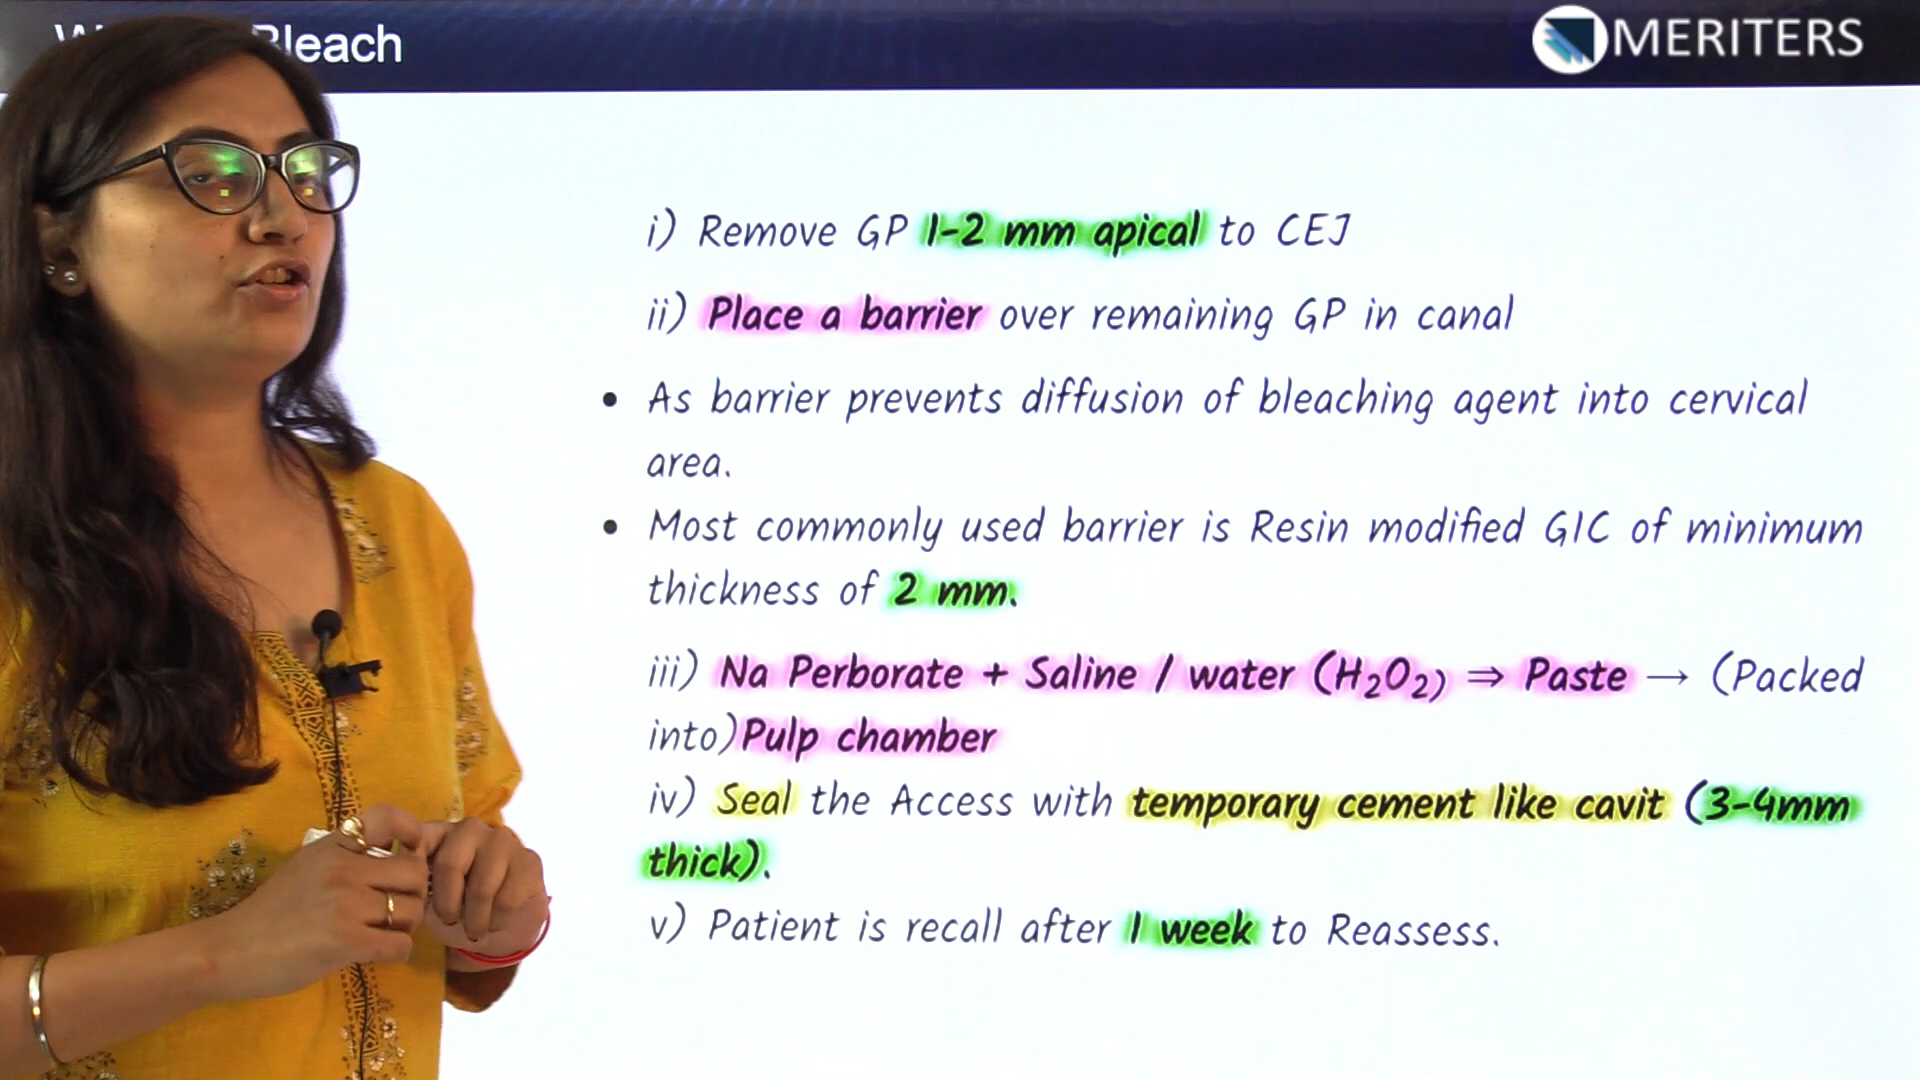 Bleach
MERITERS
i) Remove GP 1-2 mm apical to CEJ
ii) Place a barrier over remaining GP in canal
• As barrier prevents diffusion of bleaching agent into cervical
area.
• Most commonly used barrier is Resin modified GIC of minimum
thickness of 2 mm.
iii) Na Perborate + Saline / water (H₂O₂) ⇒ Paste → (Packed
into)Pulp chamber
iv) Seal the Access with temporary cement like cavit (3-4mm
thick).
v) Patient is recall after 1 week to Reassess.